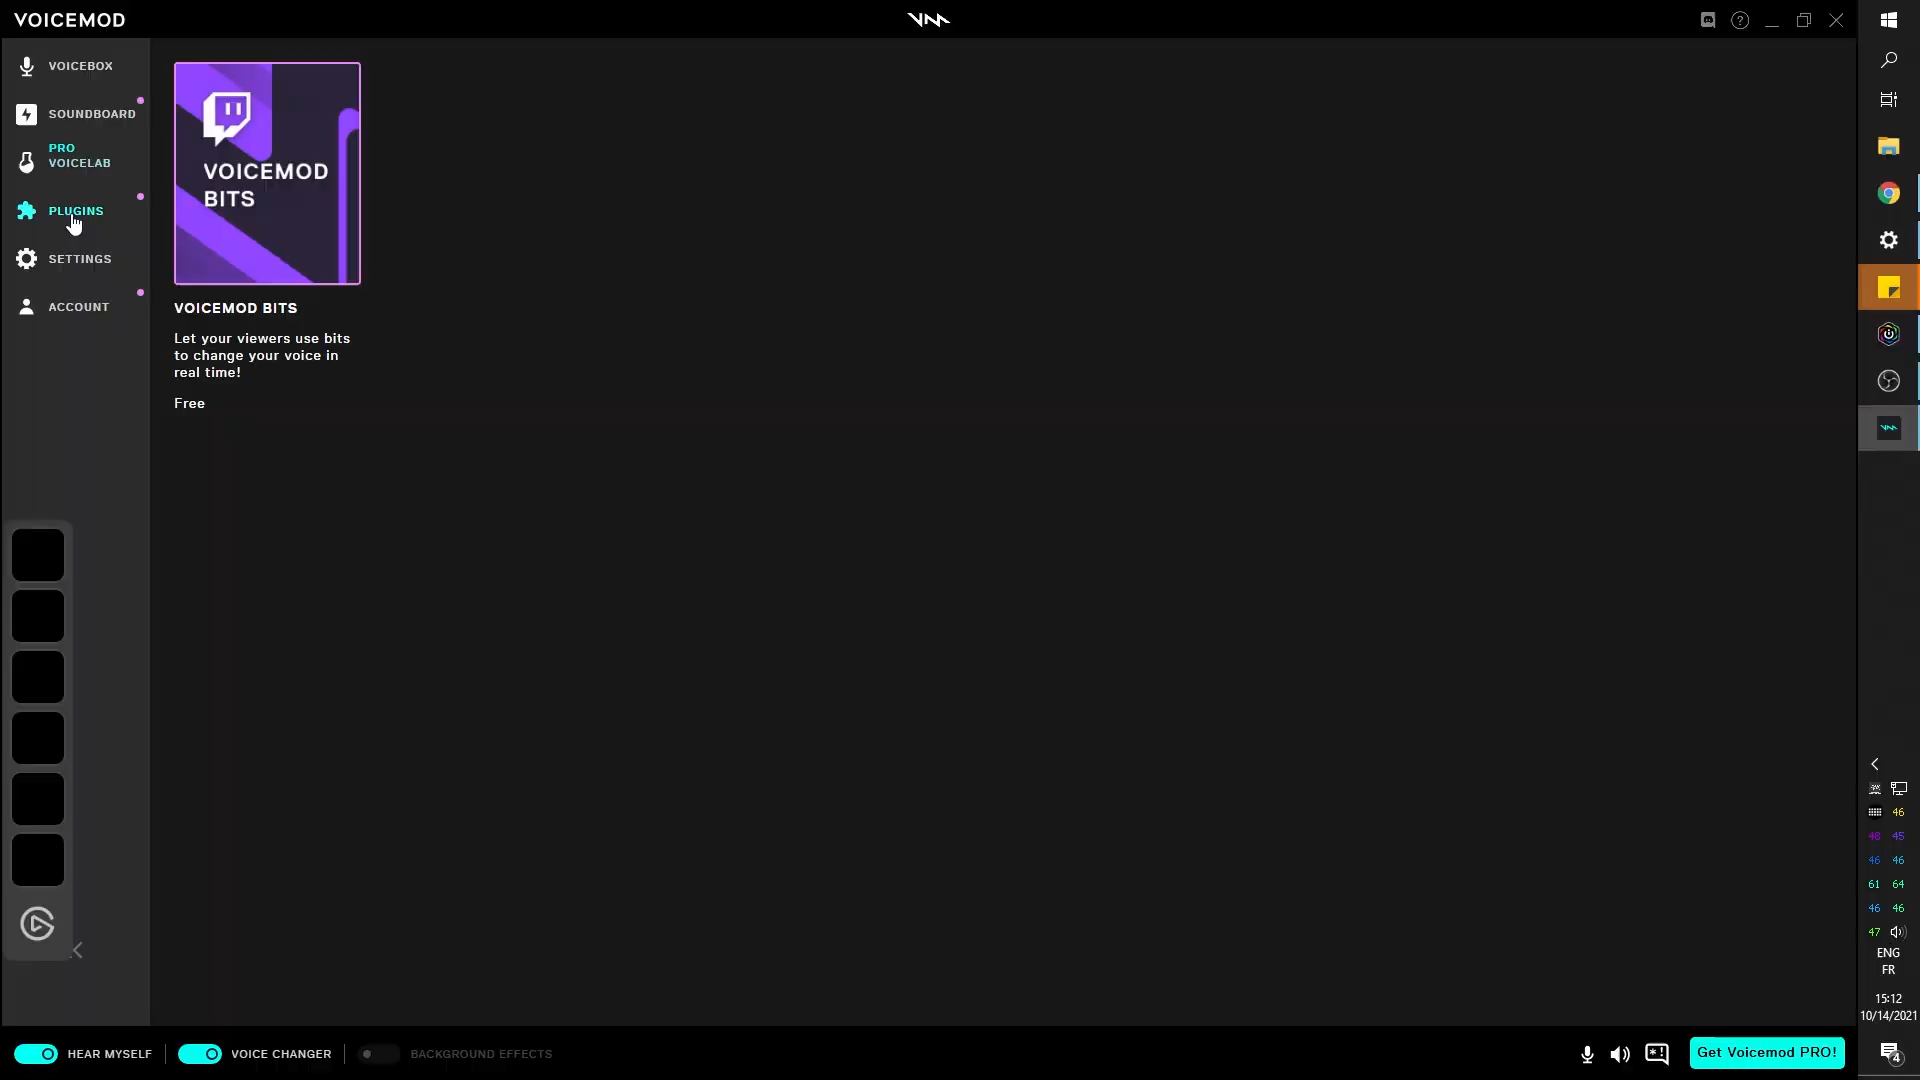 VOICEMOD
VOICEBOX
SOUNDBOARD
PRO
VOICELAB
PLUGINS
SETTINGS
ACCOUNT
VOICEMOD
BITS
VOICEMOD BITS
Let your viewers use bits
to change your voice in
real time!
Free
HEAR MYSELF
VOICE CHANGER
BACKGROUND EFFECTS
Get Voicemod PRO!
46
48 45
46 46
61 64
46 46
47
ENG
FR
15:12
10/14/2021
4